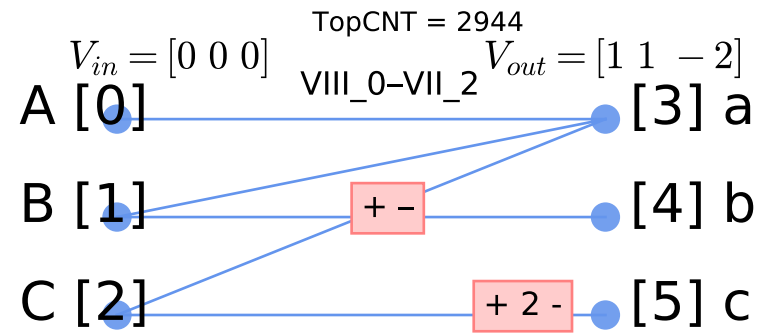 TopCNT = 2944
V_in = [0 0 0]
V_out = [1 1 − 2]
VIII_0–VII_2
A [0]
[3] a
B [1]
+ –
[4] b
C [2]
+ 2 -
[5] c